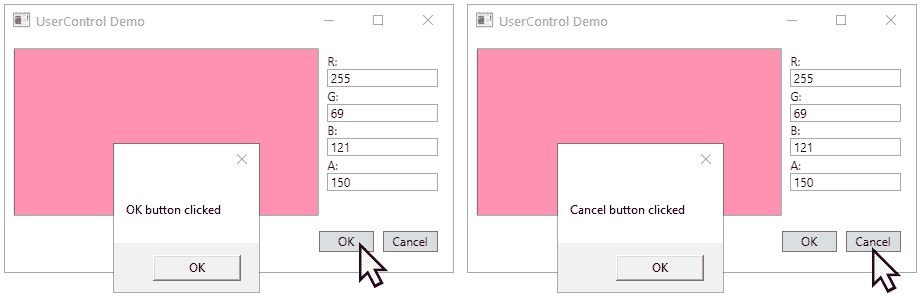 UserControl Demo
R:
255
G:
69
B:
121
A:
150
OK button clicked
OK
OK Cancel
UserControl Demo
R:
255
G:
69
B:
121
A:
150
Cancel button clicked
OK
OK Cancel